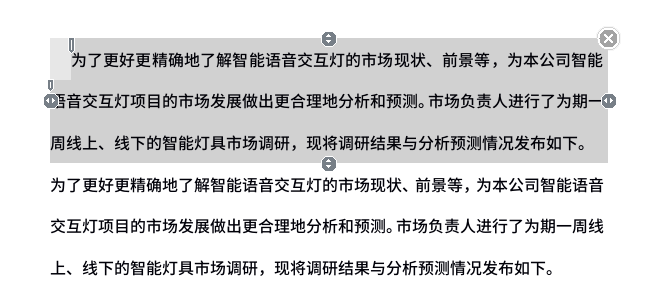 为了更好更精确地了解智能语音交互灯的市场现状、前景等，为本公司智能
语音交互灯项目的市场发展做出更合理地分析和预测。市场负责人进行了为期一
周线上、线下的智能灯具市场调研，现将调研结果与分析预测情况发布如下。
为了更好更精确地了解智能语音交互灯的市场现状、前景等，为本公司智能语音
交互灯项目的市场发展做出更合理地分析和预测。市场负责人进行了为期一周线
上、线下的智能灯具市场调研，现将调研结果与分析预测情况发布如下。